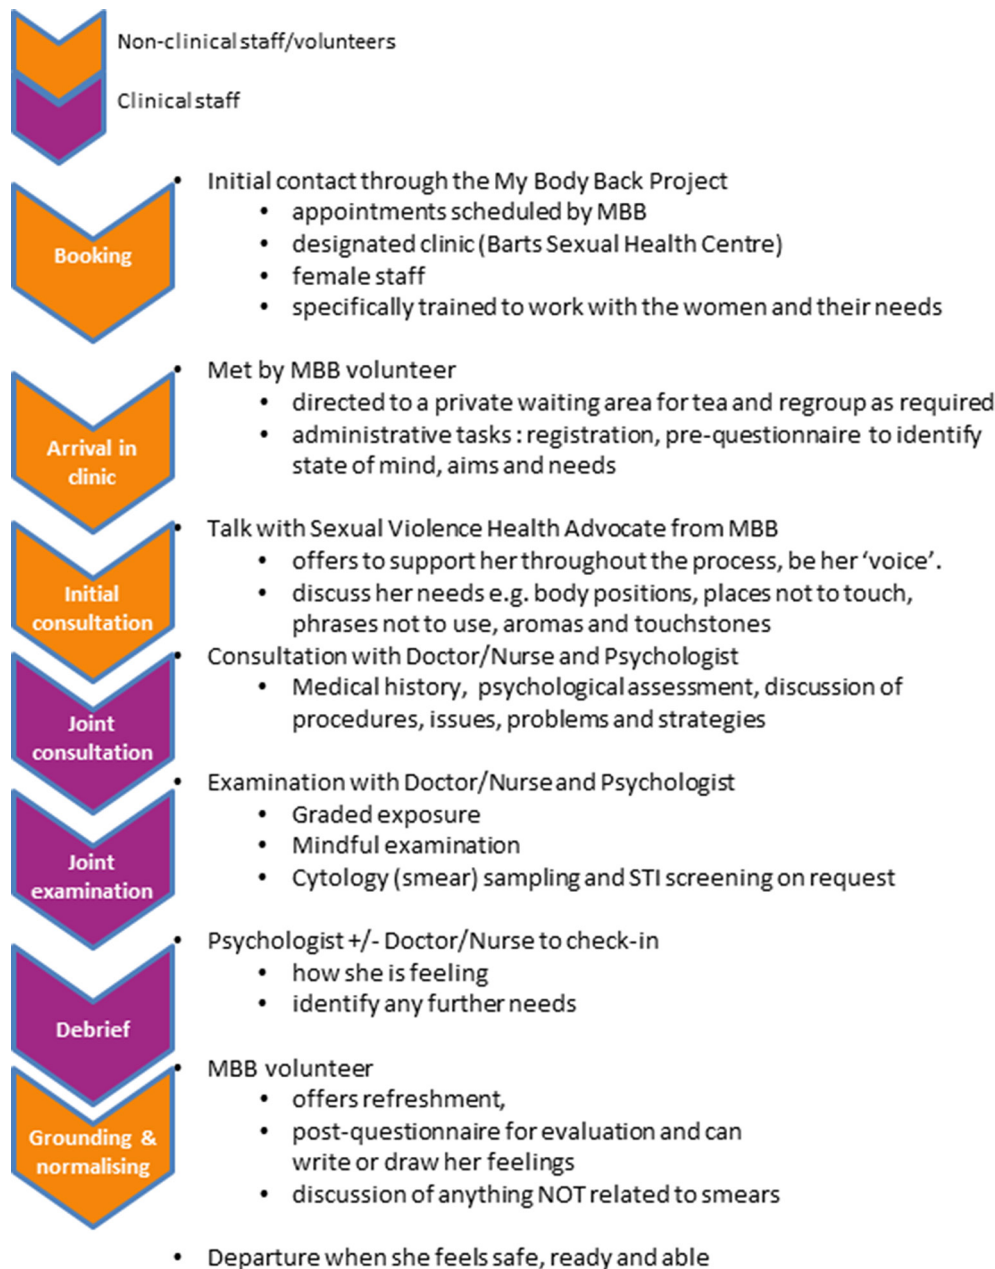 Non-clinical staff/volunteers
Clinical staff
Booking
• Initial contact through the My Body Back Project
• appointments scheduled by MBB
• designated clinic (Barts Sexual Health Centre)
• female staff
• specifically trained to work with the women and their needs
Arrival in
clinic
• Met by MBB volunteer
• directed to a private waiting area for tea and regroup as required
• administrative tasks : registration, pre-questionnaire to identify
state of mind, aims and needs
Initial
consultation
• Talk with Sexual Violence Health Advocate from MBB
• offers to support her throughout the process, be her ‘voice’.
• discuss her needs e.g. body positions, places not to touch,
phrases not to use, aromas and touchstones
Joint
consultation
• Consultation with Doctor/Nurse and Psychologist
• Medical history, psychological assessment, discussion of
procedures, issues, problems and strategies
Joint
examination
• Examination with Doctor/Nurse and Psychologist
• Graded exposure
• Mindful examination
• Cytology (smear) sampling and STI screening on request
Debrief
• Psychologist +/- Doctor/Nurse to check-in
• how she is feeling
• identify any further needs
Grounding &
normalising
• MBB volunteer
• offers refreshment,
• post-questionnaire for evaluation and can
write or draw her feelings
• discussion of anything NOT related to smears
• Departure when she feels safe, ready and able